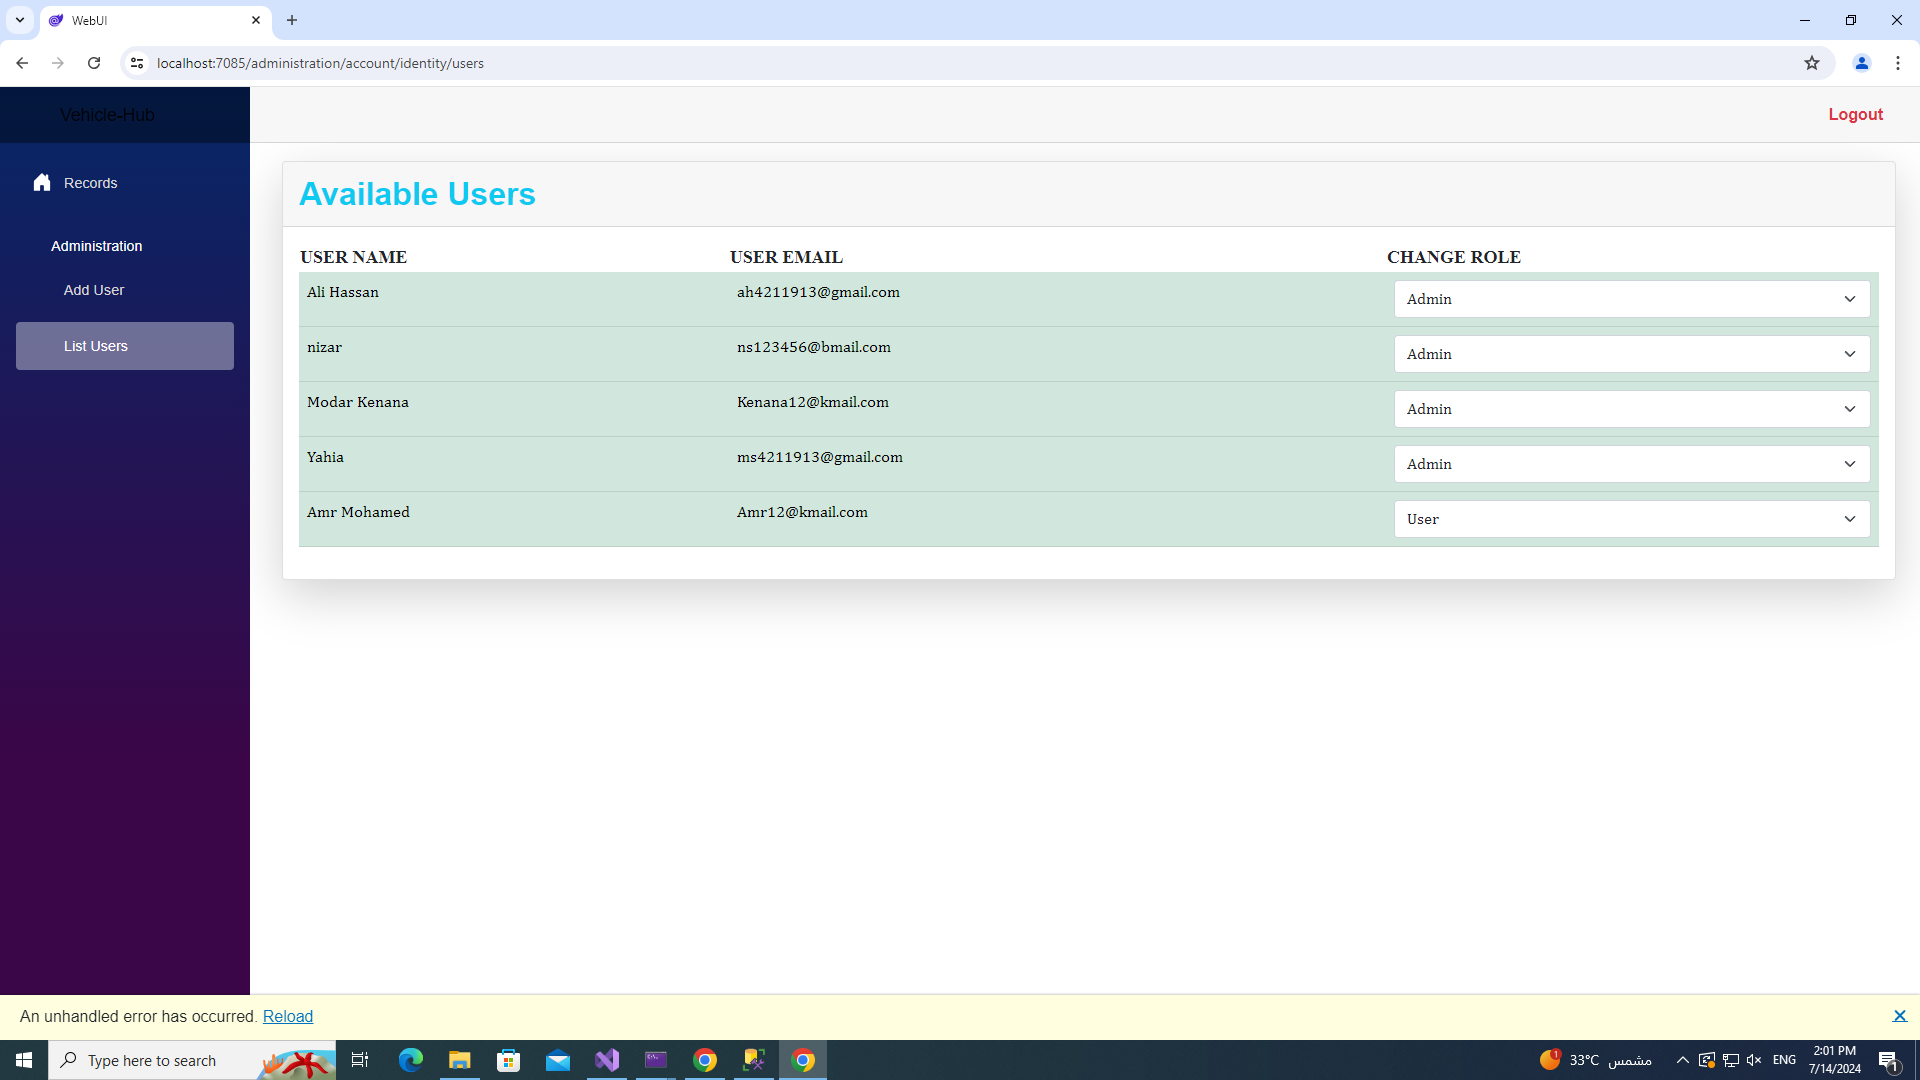 WebUI
localhost:7085/administration/account/identity/users
Vehicle-Hub
Logout
Records
Administration
Add User
List Users
Available Users
USER NAME USER EMAIL CHANGE ROLE
Ali Hassan ah4211913@gmail.com Admin
nizar ns123456@bmail.com Admin
Modar Kenana Kenana12@kmail.com Admin
Yahia ms4211913@gmail.com Admin
Amr Mohamed Amr12@kmail.com User
An unhandled error has occurred. Reload
Type here to search
1
33°C مشمس
ENG
2:01 PM
7/14/2024
1